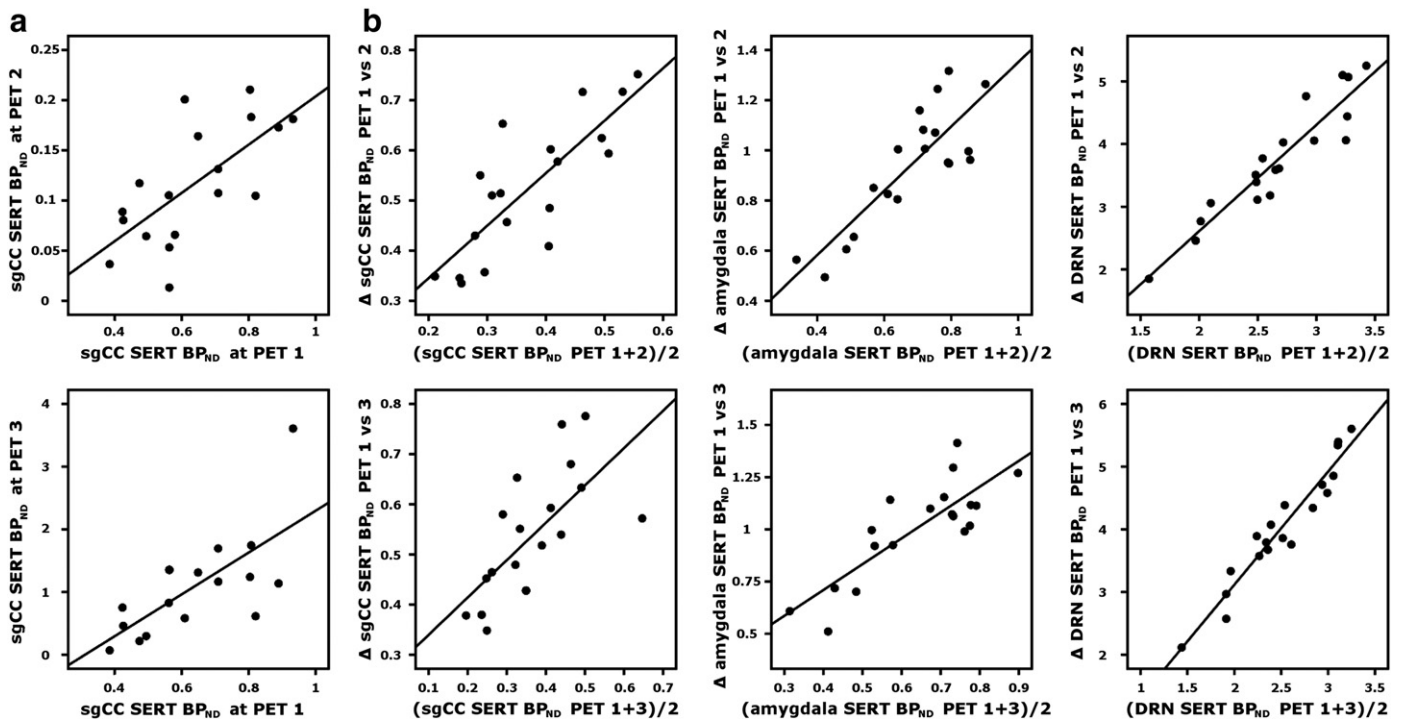 a
b
sgCC SERT BPND at PET 2
0.25
0.2
0.15
0.1
0.05
0
0.4 0.6 0.8 1
sgCC SERT BPND at PET 1
Δ sgCC SERT BPND PET 1 vs 2
0.8
0.7
0.6
0.5
0.4
0.3
0.2 0.3 0.4 0.5 0.6
(sgCC SERT BPND PET 1+2)/2
Δ amygdala SERT BPND PET 1 vs 2
1.4
1.2
1
0.8
0.6
0.4
0.4 0.6 0.8 1
(amygdala SERT BPND PET 1+2)/2
Δ DRN SERT BPND PET 1 vs 2
5
4
3
2
1.5 2 2.5 3 3.5
(DRN SERT BPND PET 1+2)/2
sgCC SERT BPND at PET 3
4
3
2
1
0
0.4 0.6 0.8 1
sgCC SERT BPND at PET 1
Δ sgCC SERT BPND PET 1 vs 3
0.8
0.7
0.6
0.5
0.4
0.3
0.1 0.2 0.3 0.4 0.5 0.6 0.7
(sgCC SERT BPND PET 1+3)/2
Δ amygdala SERT BPND PET 1 vs 3
1.5
1.25
1
0.75
0.5
0.3 0.4 0.5 0.6 0.7 0.8 0.9
(amygdala SERT BPND PET 1+3)/2
Δ DRN SERT BPND PET 1 vs 3
6
5
4
3
2
1 1.5 2 2.5 3 3.5
(DRN SERT BPND PET 1+3)/2